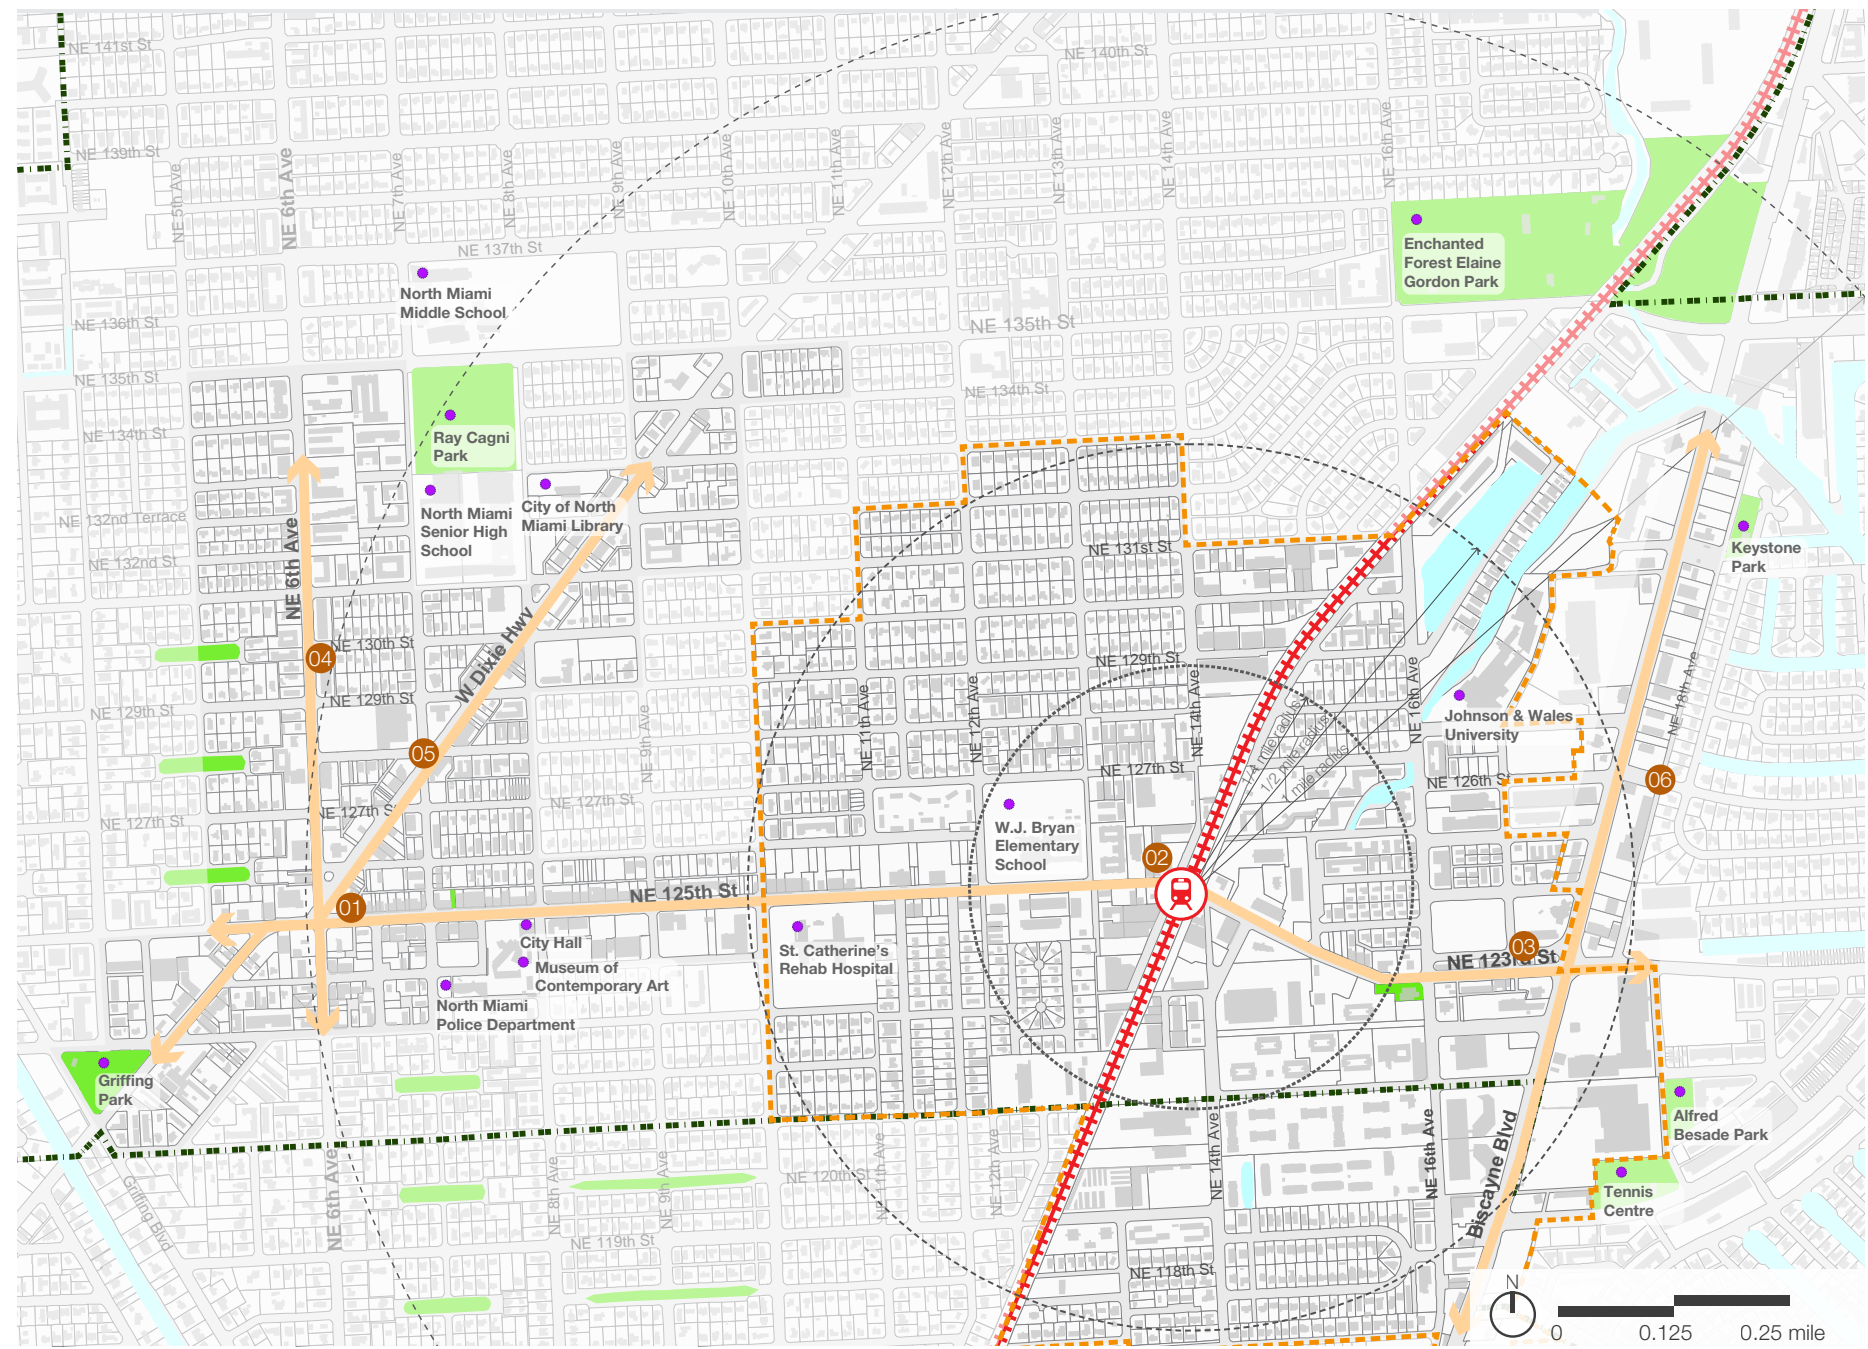 NE 141st St
NE 140th St
NE 139th St
NE 5th Ave
NE 6th Ave
NE 7th Ave
NE 8th Ave
NE 9th Ave
NE 10th Ave
NE 11th Ave
NE 12th Ave
NE 13th Ave
NE 14th Ave
NE 16th Ave
NE 137th St
Enchanted
Forest Elaine
Gordon Park
North Miami
Middle School
NE 136th St
NE 135th St
NE 135th St
NE 134th St
NE 134th St
Ray Cagni
Park
North Miami
Senior High
School
City of North
Miami Library
NE 132nd Terrace
NE 132nd St
NE 131st St
Keystone
Park
NE 6th Ave
W Dixie Hwy
NE 130th St
NE 129th St
NE 129th St
NE 129th St
04
05
NE 9th Ave
NE 11th Ave
NE 12th Ave
NE 14th Ave
NE 16th Ave
NE 18th Ave
1/4 mile radius
1/2 mile radius
1 mile radius
Johnson & Wales
University
NE 127th St
NE 126th St
06
NE 127th St
NE 127th St
NE 127th St
W.J. Bryan
Elementary
School
02
01
NE 125th St
City Hall
Museum of
Contemporary Art
North Miami
Police Department
St. Catherine's
Rehab Hospital
03
NE 123rd St
Griffing
Park
Alfred
Besade Park
Tennis
Centre
Griffing Blvd
NE 6th Ave
NE 8th Ave
NE 9th Ave
NE 120th St
NE 11th Ave
NE 12th Ave
NE 14th Ave
NE 16th Ave
Biscayne Blvd
NE 119th St
NE 118th St
N
0
0.125
0.25 mile